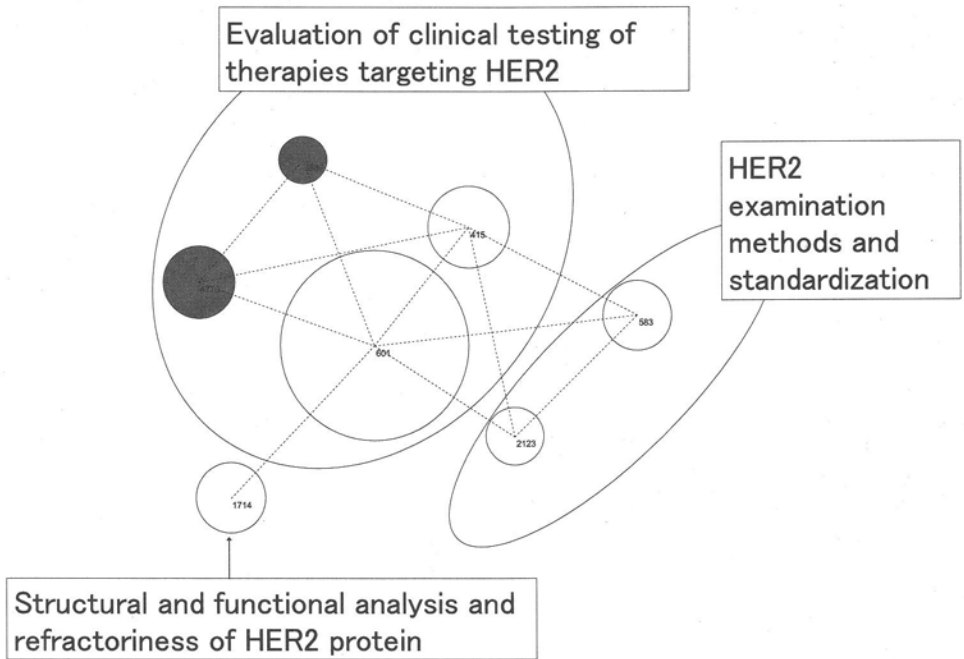 Evaluation of clinical testing of
therapies targeting HER2
HER2
examination
methods and
standardization
415
583
601
2123
1714
Structural and functional analysis and
refractoriness of HER2 protein